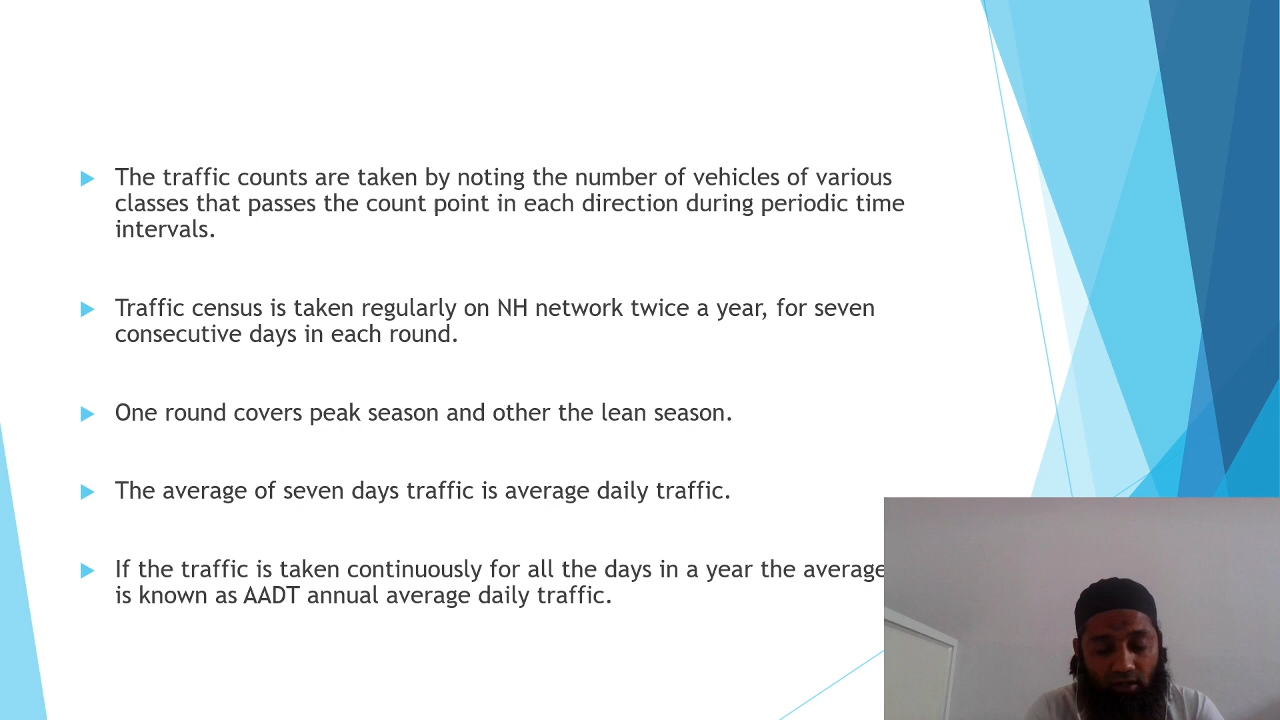 The traffic counts are taken by noting the number of vehicles of various
classes that passes the count point in each direction during periodic time
intervals.
Traffic census is taken regularly on NH network twice a year, for seven
consecutive days in each round.
One round covers peak season and other the lean season.
The average of seven days traffic is average daily traffic.
If the traffic is taken continuously for all the days in a year the average
is known as AADT annual average daily traffic.